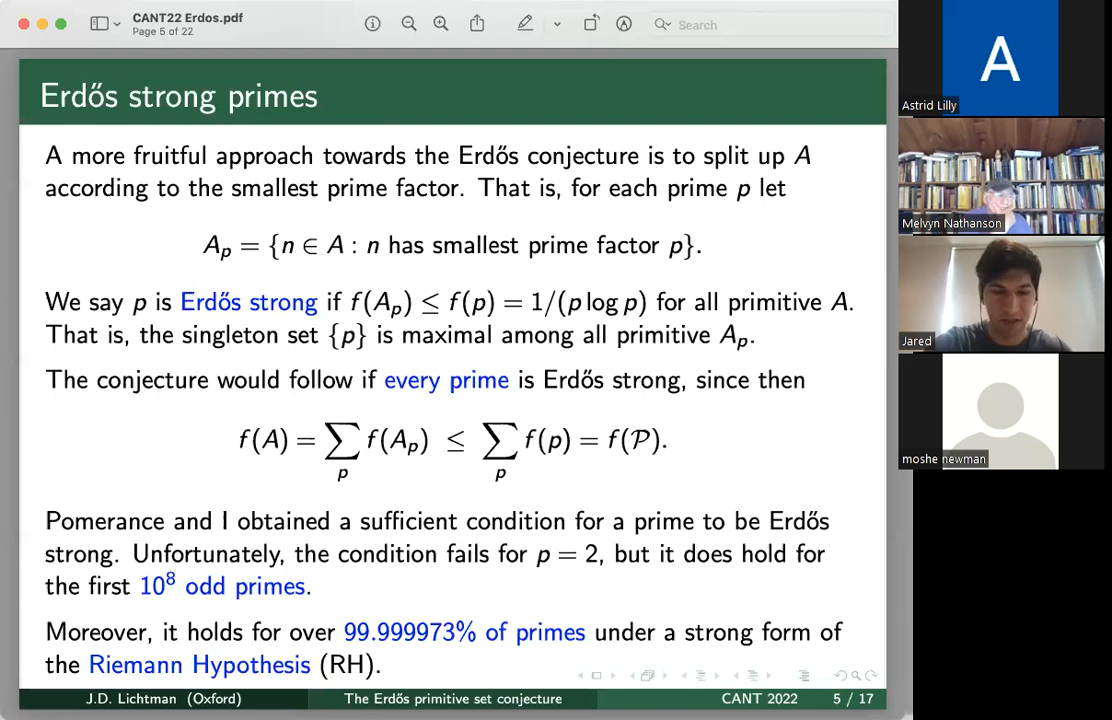 CANT22 Erdos.pdf
Page 5 of 22
Search
Erdős strong primes
A more fruitful approach towards the Erdős conjecture is to split up A
according to the smallest prime factor. That is, for each prime p let
A_p = {n ∈ A : n has smallest prime factor p}.
We say p is Erdős strong if f(A_p) ≤ f(p) = 1/(p log p) for all primitive A.
That is, the singleton set {p} is maximal among all primitive A_p.
The conjecture would follow if every prime is Erdős strong, since then
f(A) = ∑_p f(A_p) ≤ ∑_p f(p) = f(𝒫).
Pomerance and I obtained a sufficient condition for a prime to be Erdős
strong. Unfortunately, the condition fails for p = 2, but it does hold for
the first 10^8 odd primes.
Moreover, it holds for over 99.999973% of primes under a strong form of
the Riemann Hypothesis (RH).
J.D. Lichtman (Oxford)
The Erdős primitive set conjecture
CANT 2022
5 / 17
A
Astrid Lilly
Melvyn Nathanson
Jared
moshe newman